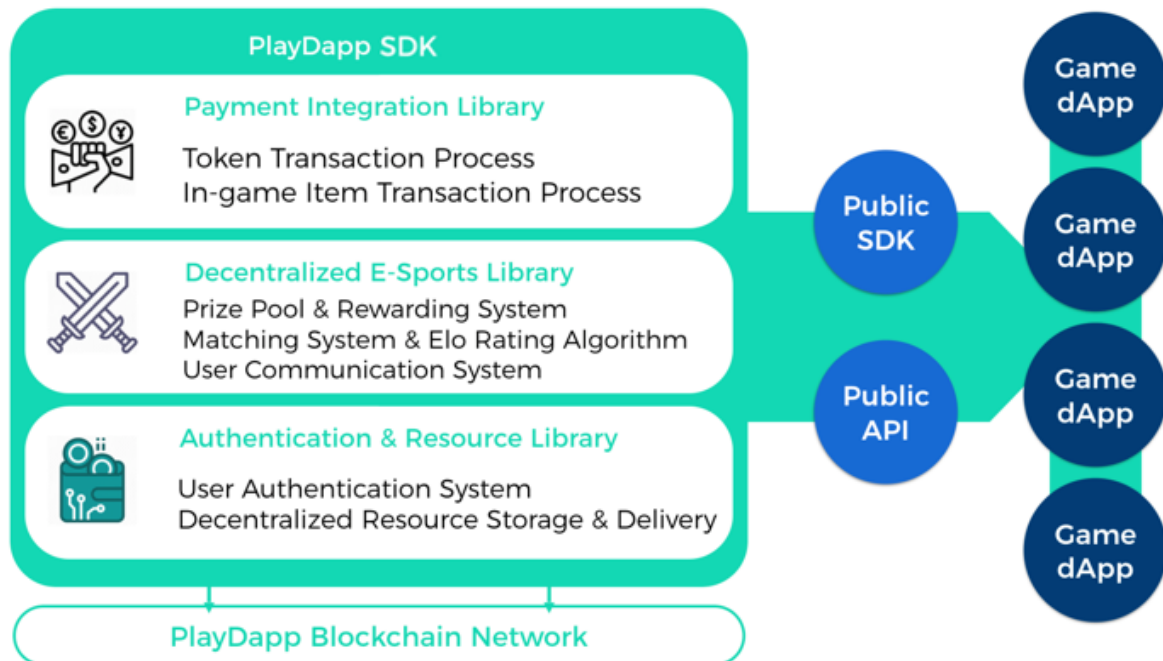 PlayDapp SDK
Payment Integration Library
Token Transaction Process
In-game Item Transaction Process
Decentralized E-Sports Library
Prize Pool & Rewarding System
Matching System & Elo Rating Algorithm
User Communication System
Authentication & Resource Library
User Authentication System
Decentralized Resource Storage & Delivery
PlayDapp Blockchain Network
Public
SDK
Public
API
Game
dApp
Game
dApp
Game
dApp
Game
dApp